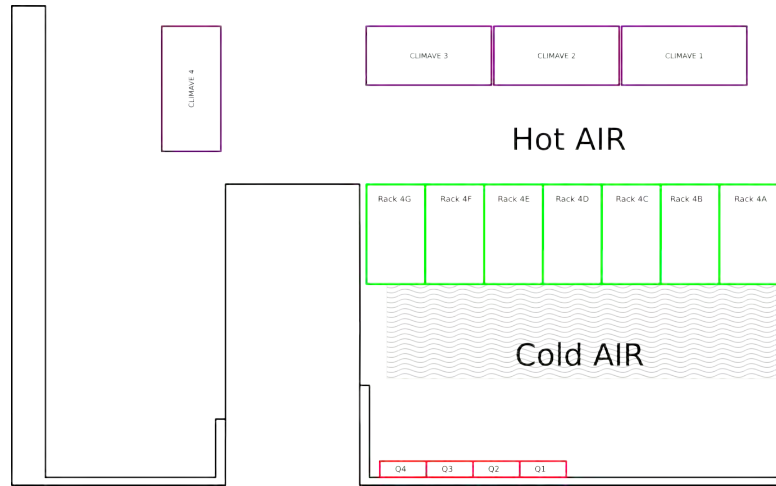 CLIMAVE 4
CLIMAVE 3
CLIMAVE 2
CLIMAVE 1
Hot AIR
Rack 4G
Rack 4F
Rack 4E
Rack 4D
Rack 4C
Rack 4B
Rack 4A
Cold AIR
Q4
Q3
Q2
Q1